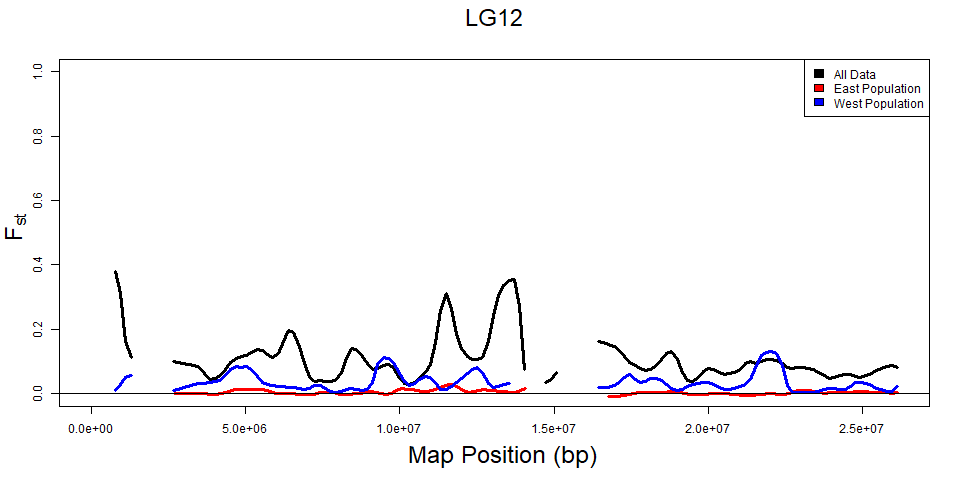 LG12
All Data
East Population
West Population
Fst
1.0
0.8
0.6
0.4
0.2
0.0
0.0e+00 5.0e+06 1.0e+07 1.5e+07 2.0e+07 2.5e+07
Map Position (bp)